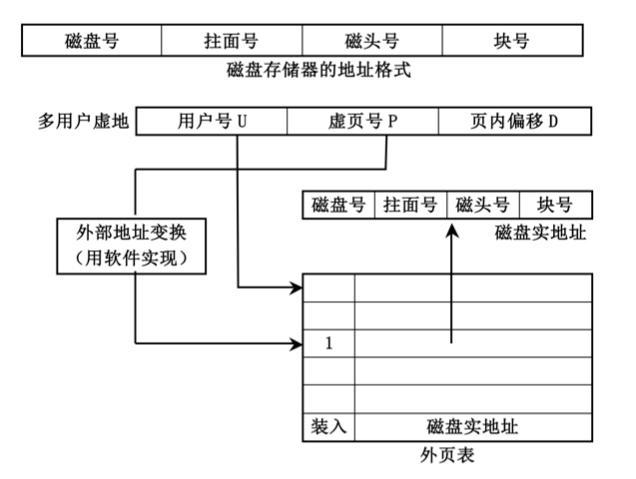 磁盘号 拄面号 磁头号 块号
磁盘存储器的地址格式
多用户虚地 用户号 U 虚页号 P 页内偏移 D
磁盘号 拄面号 磁头号 块号
磁盘实地址
外部地址变换
（用软件实现）
1
装入 磁盘实地址
外页表